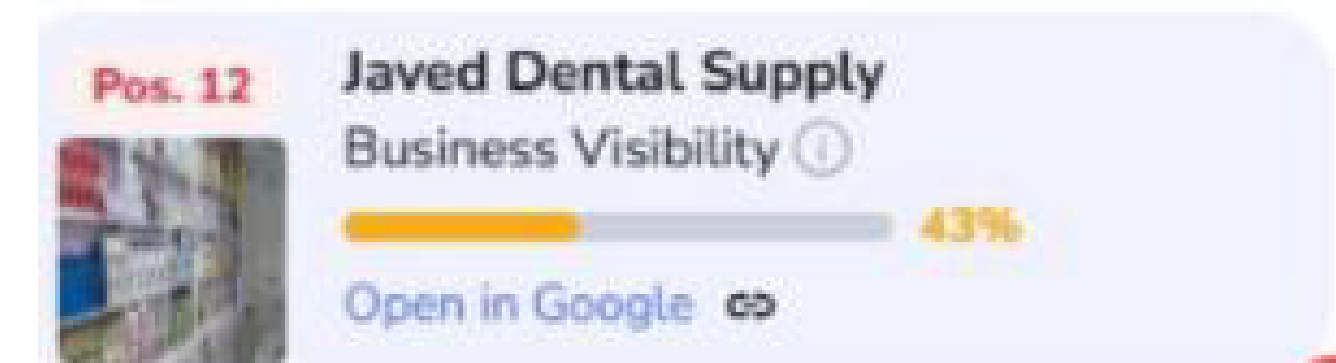 Pos. 12
Javed Dental Supply
Business Visibility
43%
Open in Google